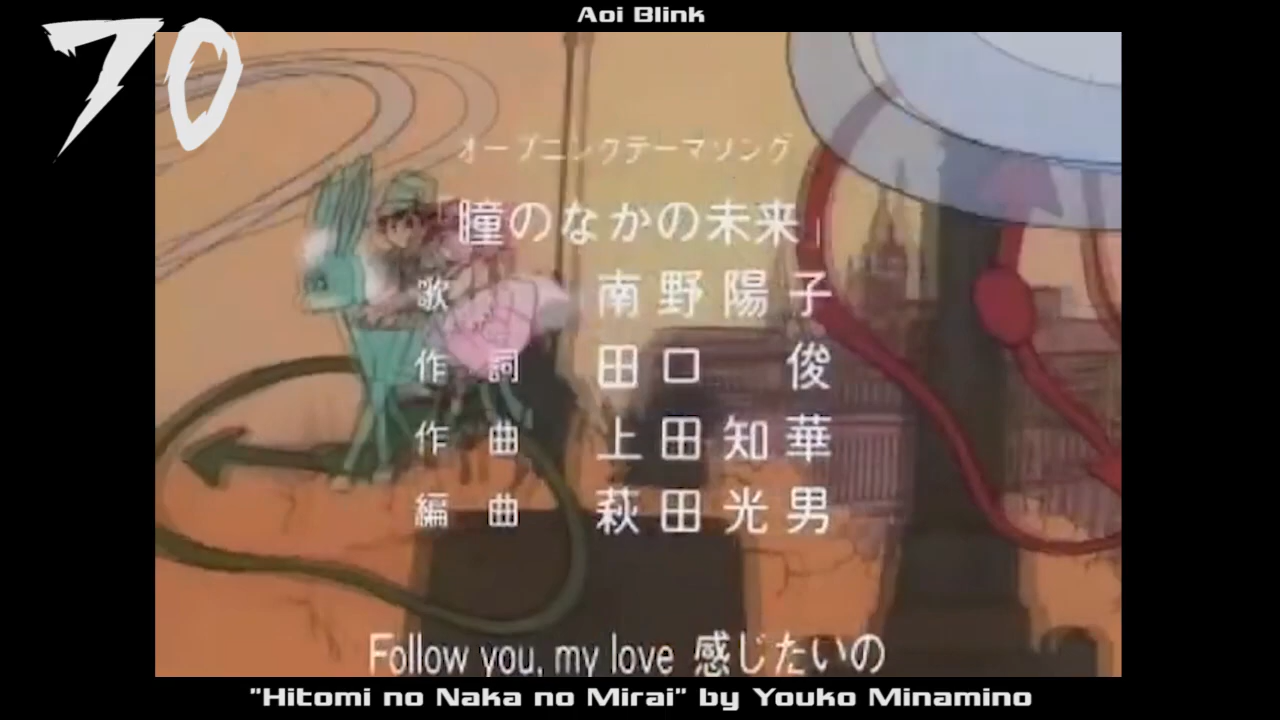 Aoi Blink
70
オープニングテーマソング
「瞳のなかの未来」
歌 南野陽子
作詞 田口 俊
作曲 上田知華
編曲 萩田光男
Follow you, my love 感じたいの
"Hitomi no Naka no Mirai" by Youko Minamino